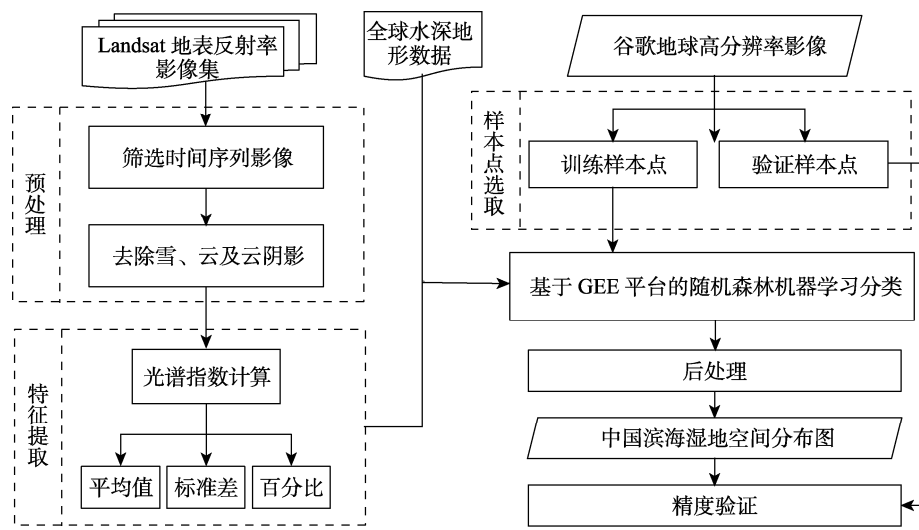 Landsat 地表反射率
影像集
全球水深地
形数据
谷歌地球高分辨率影像
预处理
筛选时间序列影像
去除雪、云及云阴影
样本点选取
训练样本点
验证样本点
基于 GEE 平台的随机森林机器学习分类
特征提取
光谱指数计算
平均值
标准差
百分比
后处理
中国滨海湿地空间分布图
精度验证